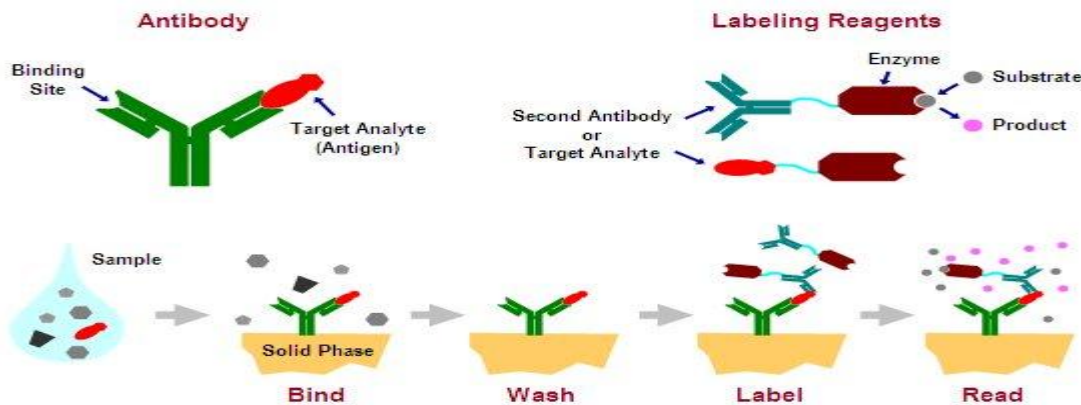 Antibody
Binding
Site
Target Analyte
(Antigen)
Labeling Reagents
Enzyme
Substrate
Product
Second Antibody
or
Target Analyte
Sample
Solid Phase
Bind
Wash
Label
Read